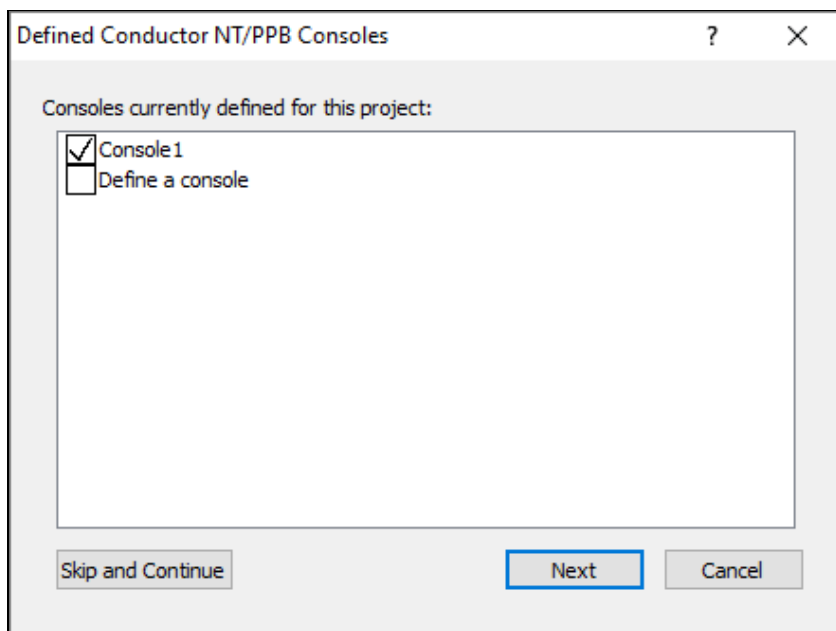 Defined Conductor NT/PPB Consoles ?
Consoles currently defined for this project:
Console1
Define a console
Skip and Continue Next Cancel